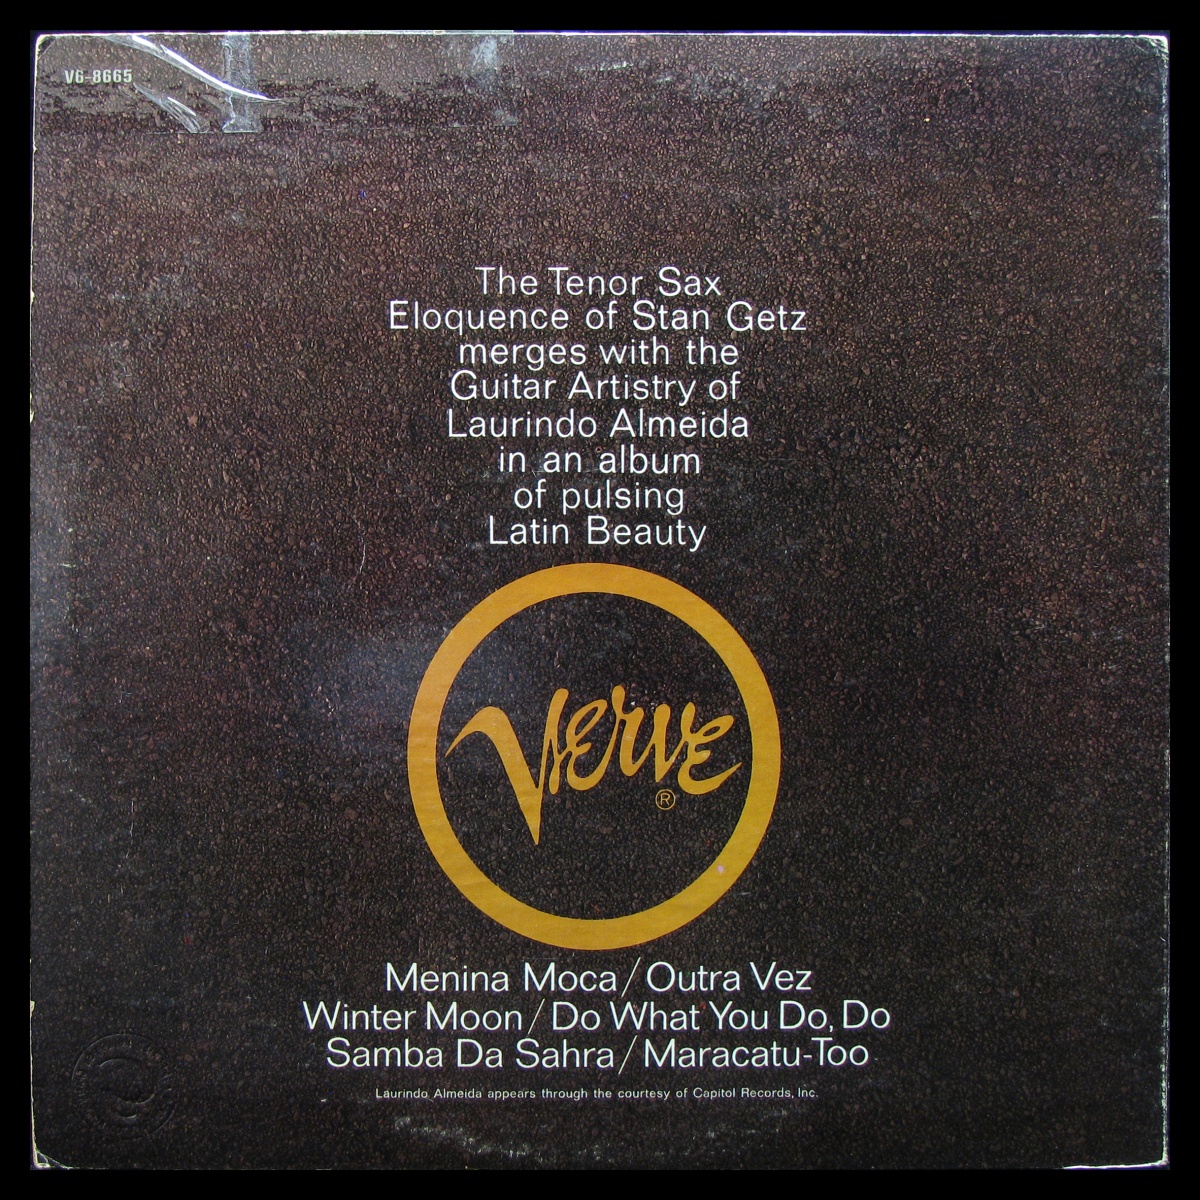 V6-8665
The Tenor Sax
Eloquence of Stan Getz
merges with the
Guitar Artistry of
Laurindo Almeida
in an album
of pulsing
Latin Beauty
Verve
®
Menina Moca/Outra Vez
Winter Moon/Do What You Do, Do
Samba Da Sahra/Maracatu-Too
Laurindo Almeida appears through the courtesy of Capitol Records, Inc.